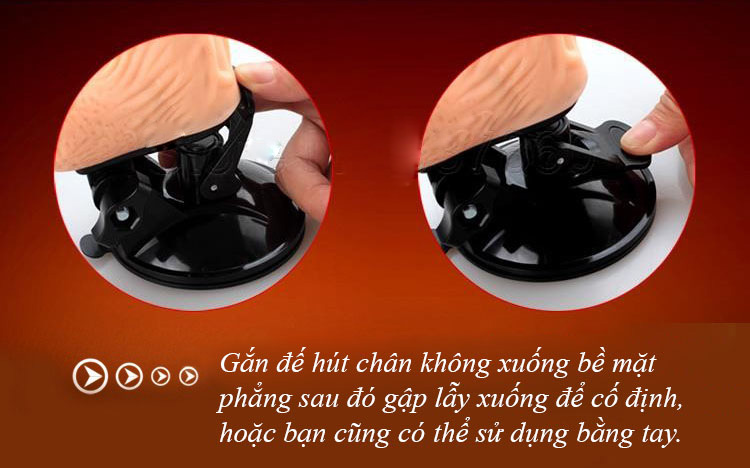 Gắn đế hút chân không xuống bề mặt
phẳng sau đó gập lẫy xuống để cố định,
hoặc bạn cũng có thể sử dụng bằng tay.